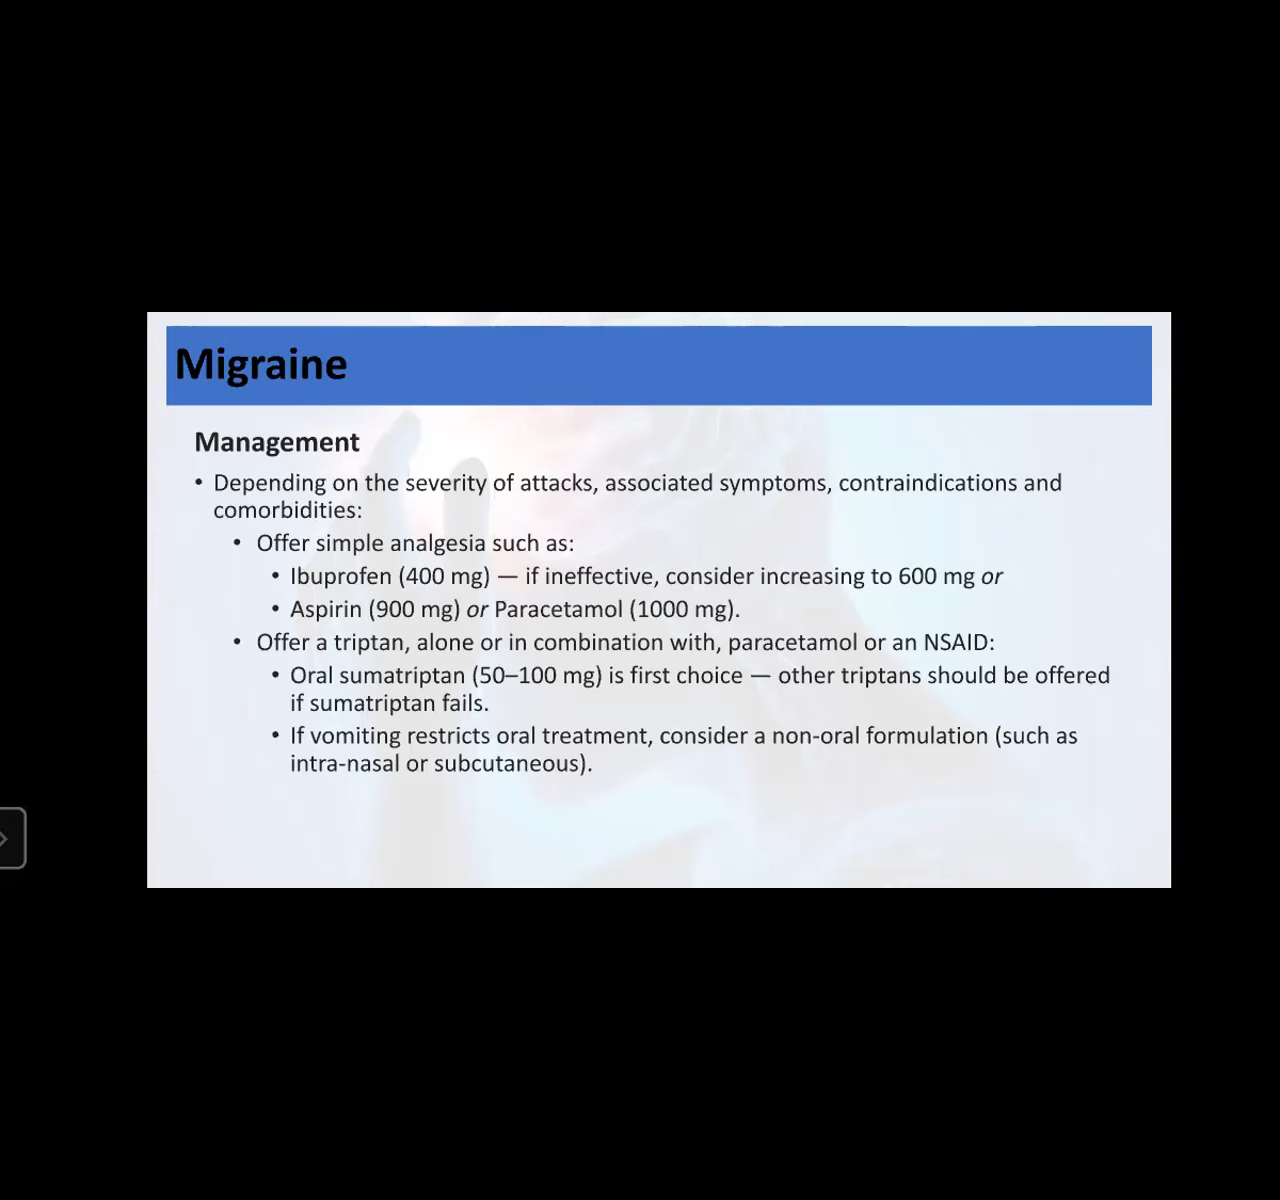 Migraine
Management
• Depending on the severity of attacks, associated symptoms, contraindications and
comorbidities:
• Offer simple analgesia such as:
• Ibuprofen (400 mg) — if ineffective, consider increasing to 600 mg or
• Aspirin (900 mg) or Paracetamol (1000 mg).
• Offer a triptan, alone or in combination with, paracetamol or an NSAID:
• Oral sumatriptan (50–100 mg) is first choice — other triptans should be offered
if sumatriptan fails.
• If vomiting restricts oral treatment, consider a non-oral formulation (such as
intra-nasal or subcutaneous).